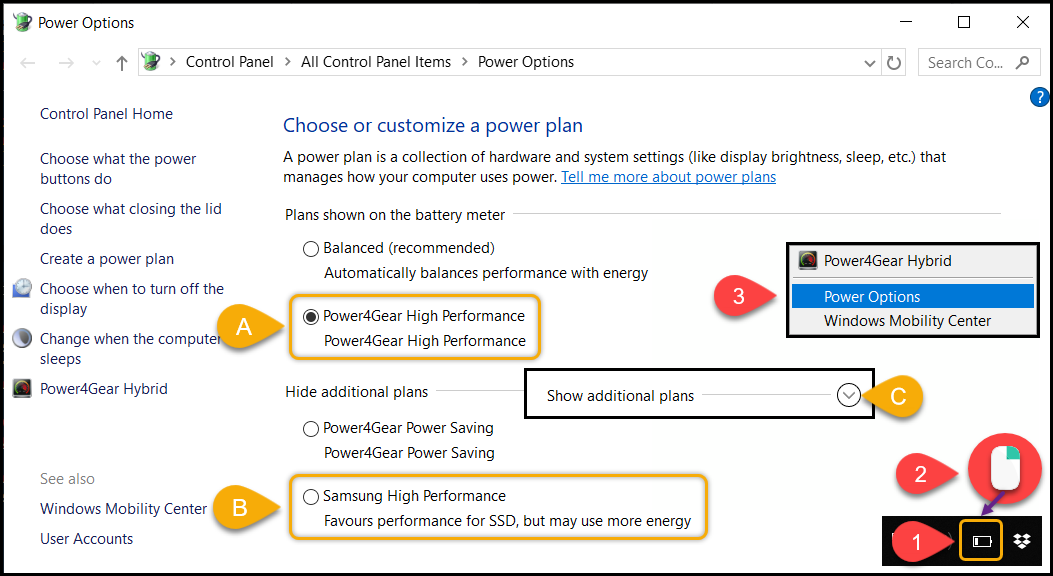 Power Options
Control Panel > All Control Panel Items > Power Options
Search Co...
?
Control Panel Home
Choose what the power
buttons do
Choose what closing the lid
does
Create a power plan
Choose when to turn off the
display
Change when the computer
sleeps
Power4Gear Hybrid
See also
Windows Mobility Center
User Accounts
Choose or customize a power plan
A power plan is a collection of hardware and system settings (like display brightness, sleep, etc.) that
manages how your computer uses power. Tell me more about power plans
Plans shown on the battery meter
Balanced (recommended)
Automatically balances performance with energy
A
Power4Gear High Performance
Power4Gear High Performance
Hide additional plans
Show additional plans
C
Power4Gear Power Saving
Power4Gear Power Saving
B
Samsung High Performance
Favours performance for SSD, but may use more energy
3
Power4Gear Hybrid
Power Options
Windows Mobility Center
2
1